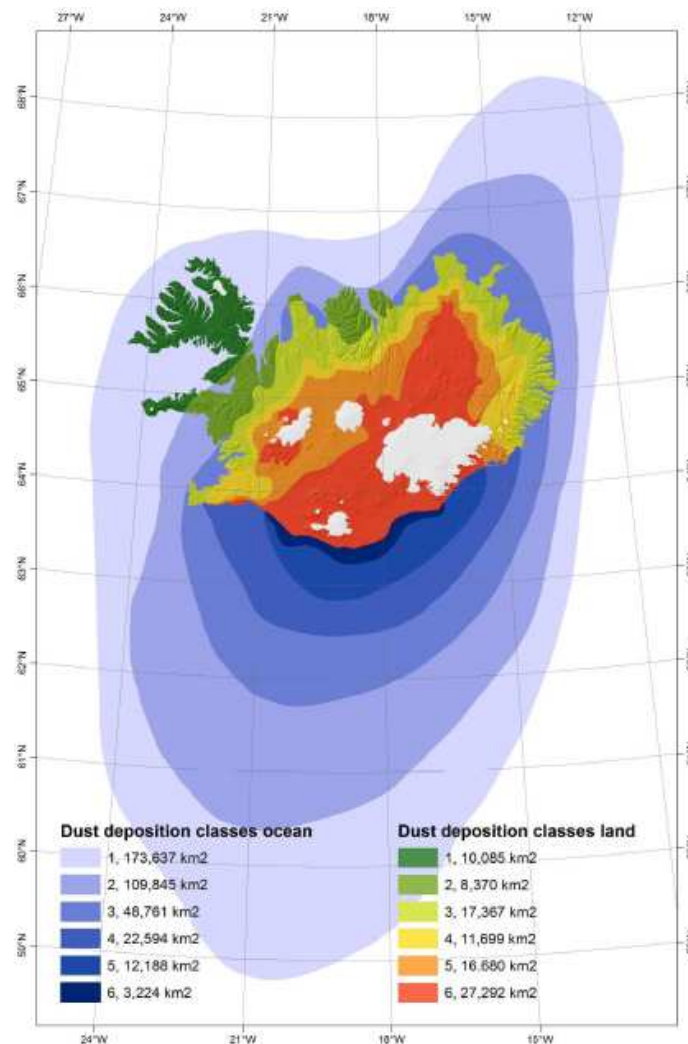 27°W 24°W 21°W 18°W 15°W 12°W
68°N
67°N
66°N
65°N
64°N
63°N
62°N
61°N
60°N
Dust deposition classes ocean
1, 173,637 km2
2, 109,845 km2
3, 48,761 km2
4, 22,594 km2
5, 12,188 km2
6, 3,224 km2
Dust deposition classes land
1, 10,085 km2
2, 8,370 km2
3, 17,367 km2
4, 11,699 km2
5, 16.680 km2
6, 27,292 km2
24°W 21°W 18°W 15°W